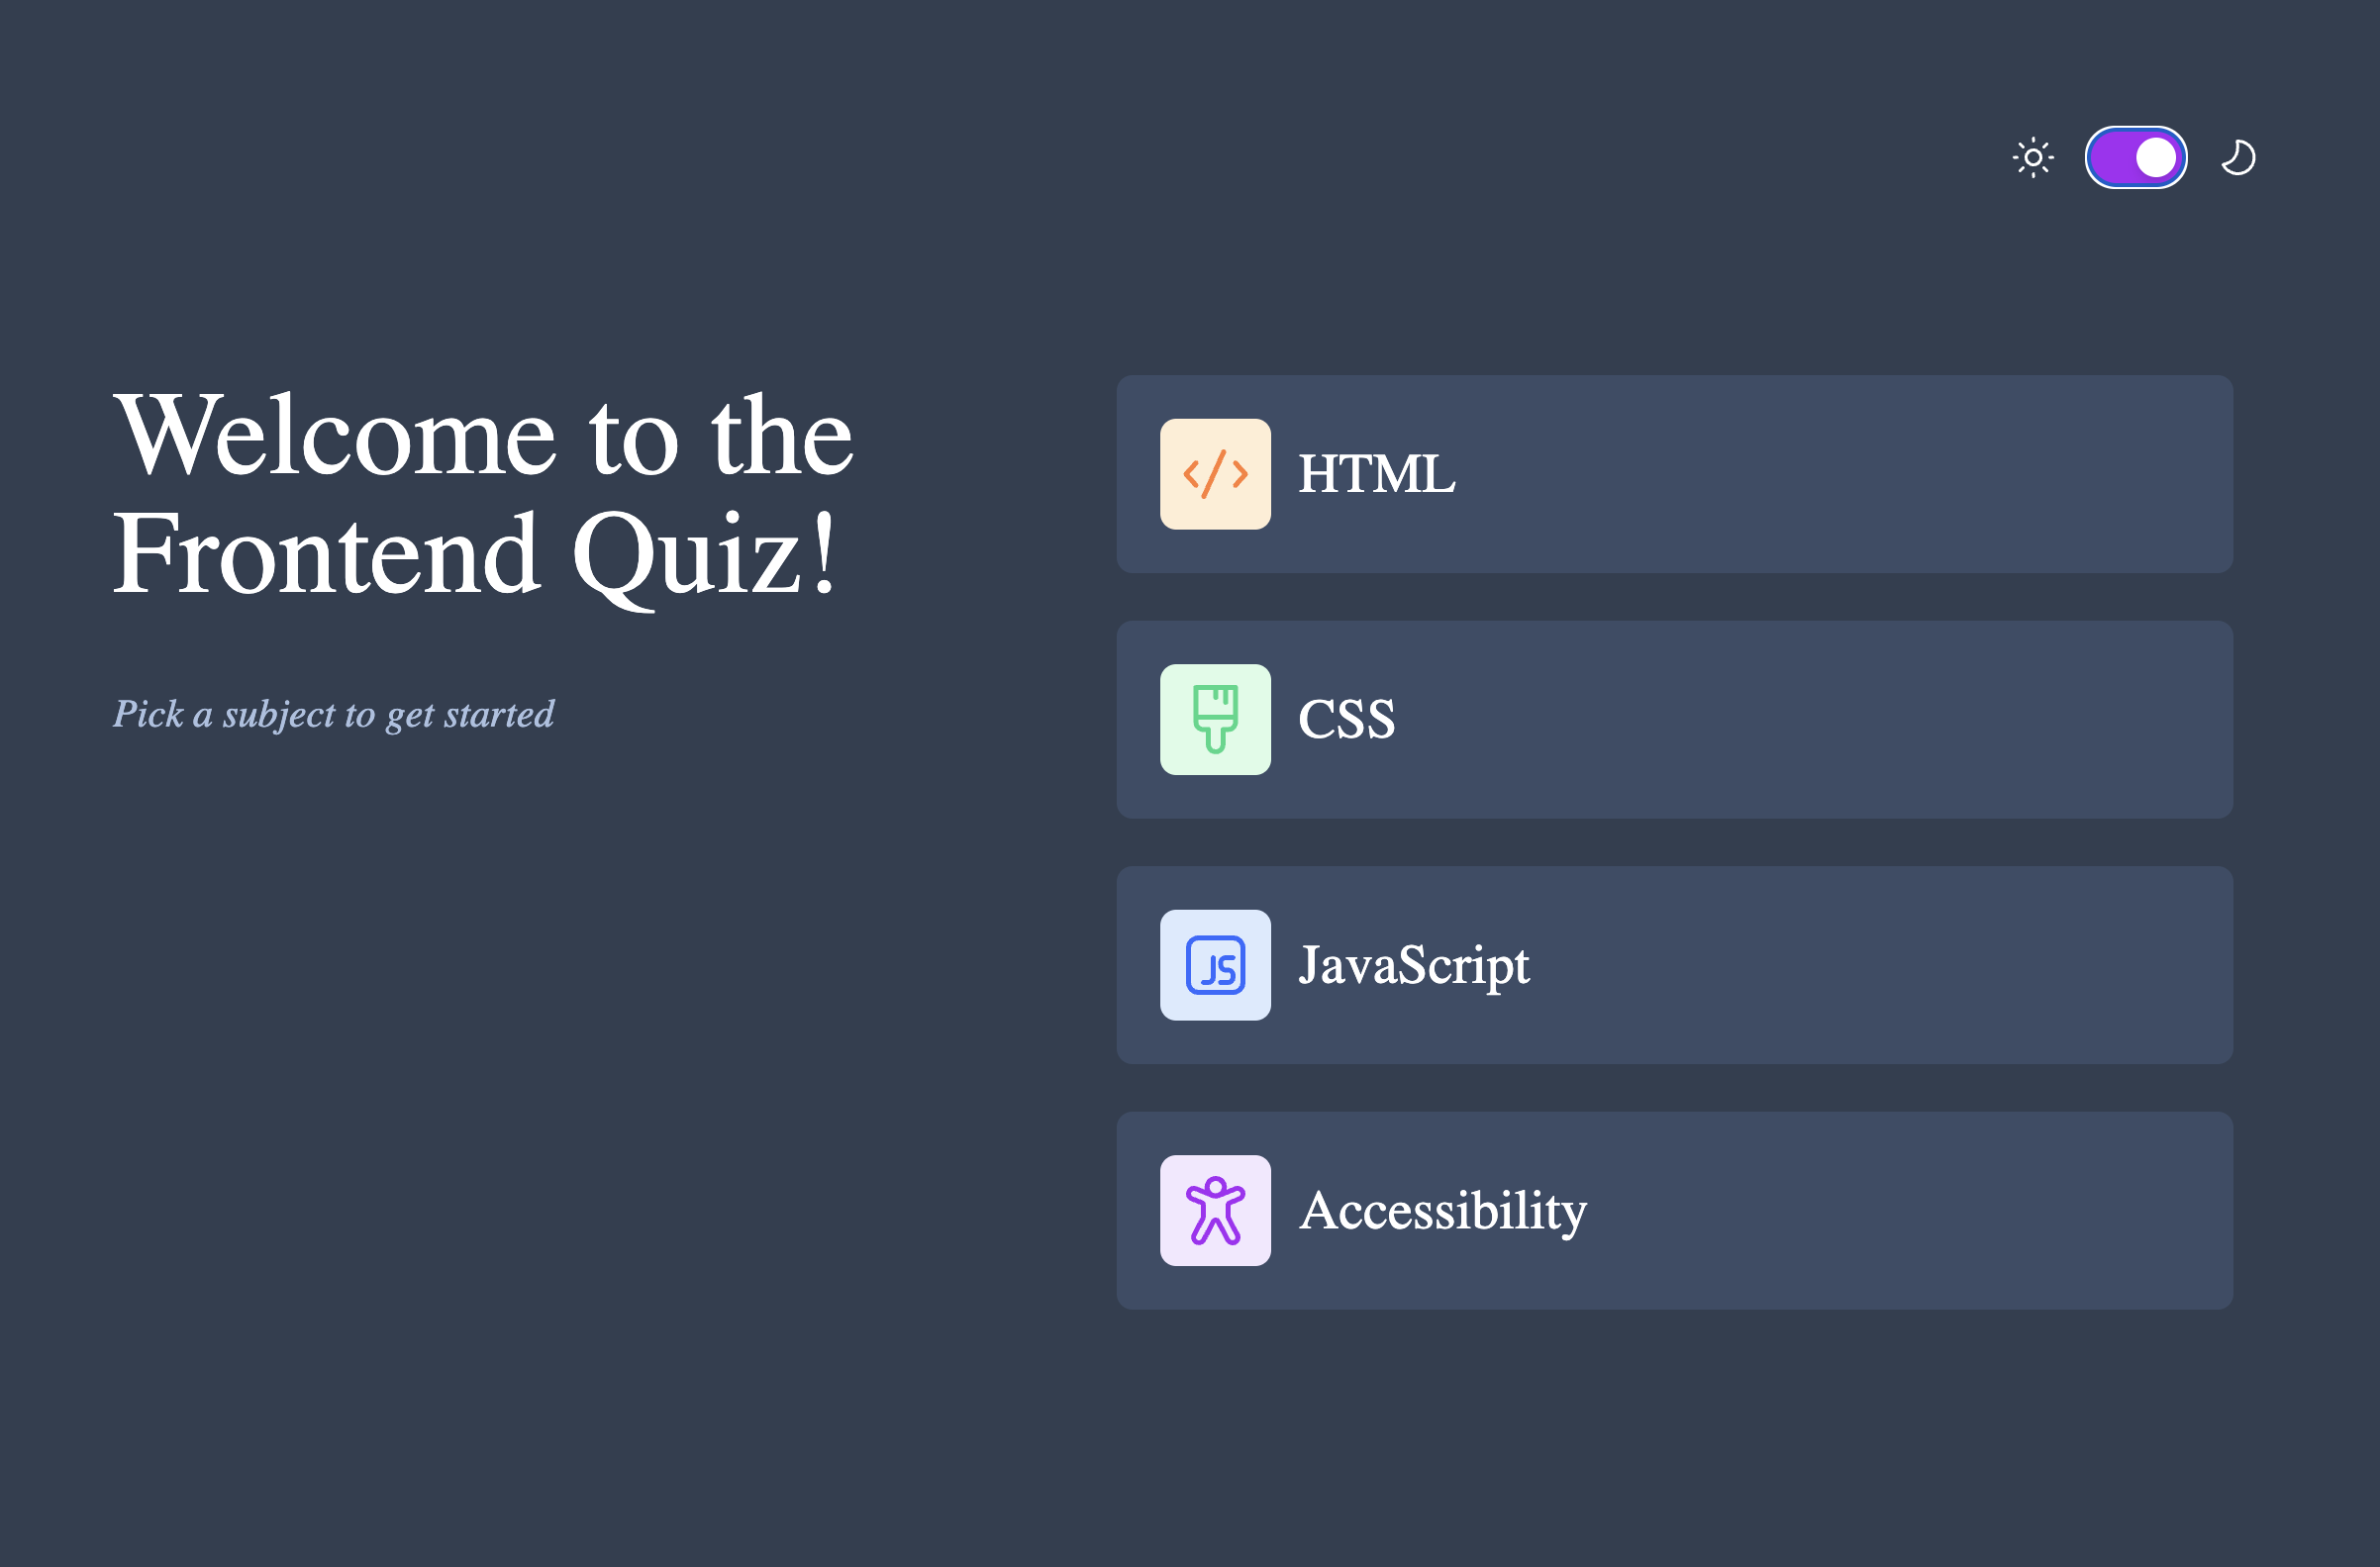 Welcome to the
Frontend Quiz!
Pick a subject to get started
HTML
CSS
JS
JavaScript
Accessibility